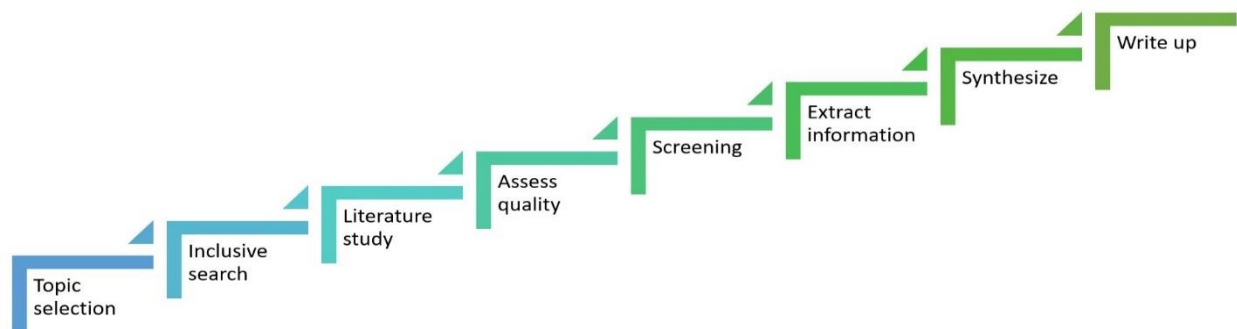 Topic
selection
Inclusive
search
Literature
study
Assess
quality
Screening
Extract
information
Synthesize
Write up